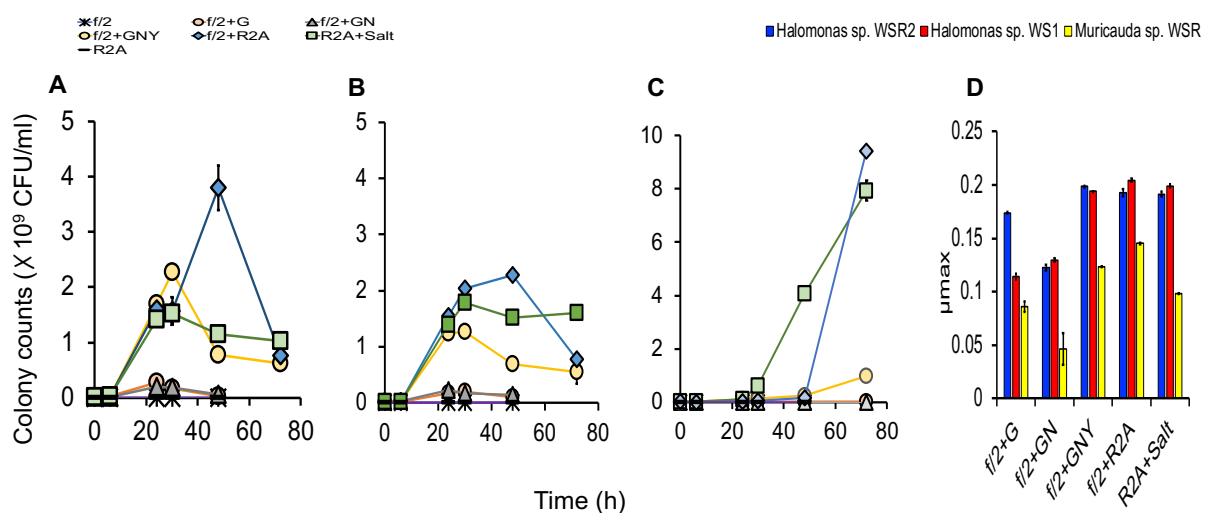 f/2 f/2+G f/2+GN
f/2+GNY f/2+R2A R2A+Salt
R2A
Halomonas sp. WSR2 Halomonas sp. WS1 Muricauda sp. WSR
A B C D
Colony counts (X 10⁹ CFU/ml)
5
4
3
2
1
0
0 20 40 60 80
5
4
3
2
1
0
0 20 40 60 80
10
8
6
4
2
0
0 20 40 60 80
µmax
0.25
0.2
0.15
0.1
0.05
0
f/2+G
f/2+GN
f/2+GNY
f/2+R2A
R2A+Salt
Time (h)